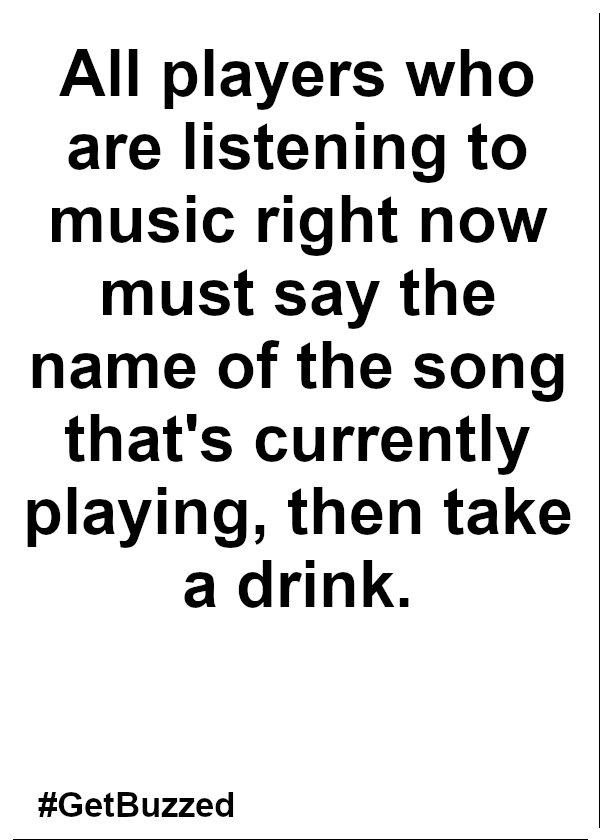 All players who
are listening to
music right now
must say the
name of the song
that's currently
playing, then take
a drink.
#GetBuzzed